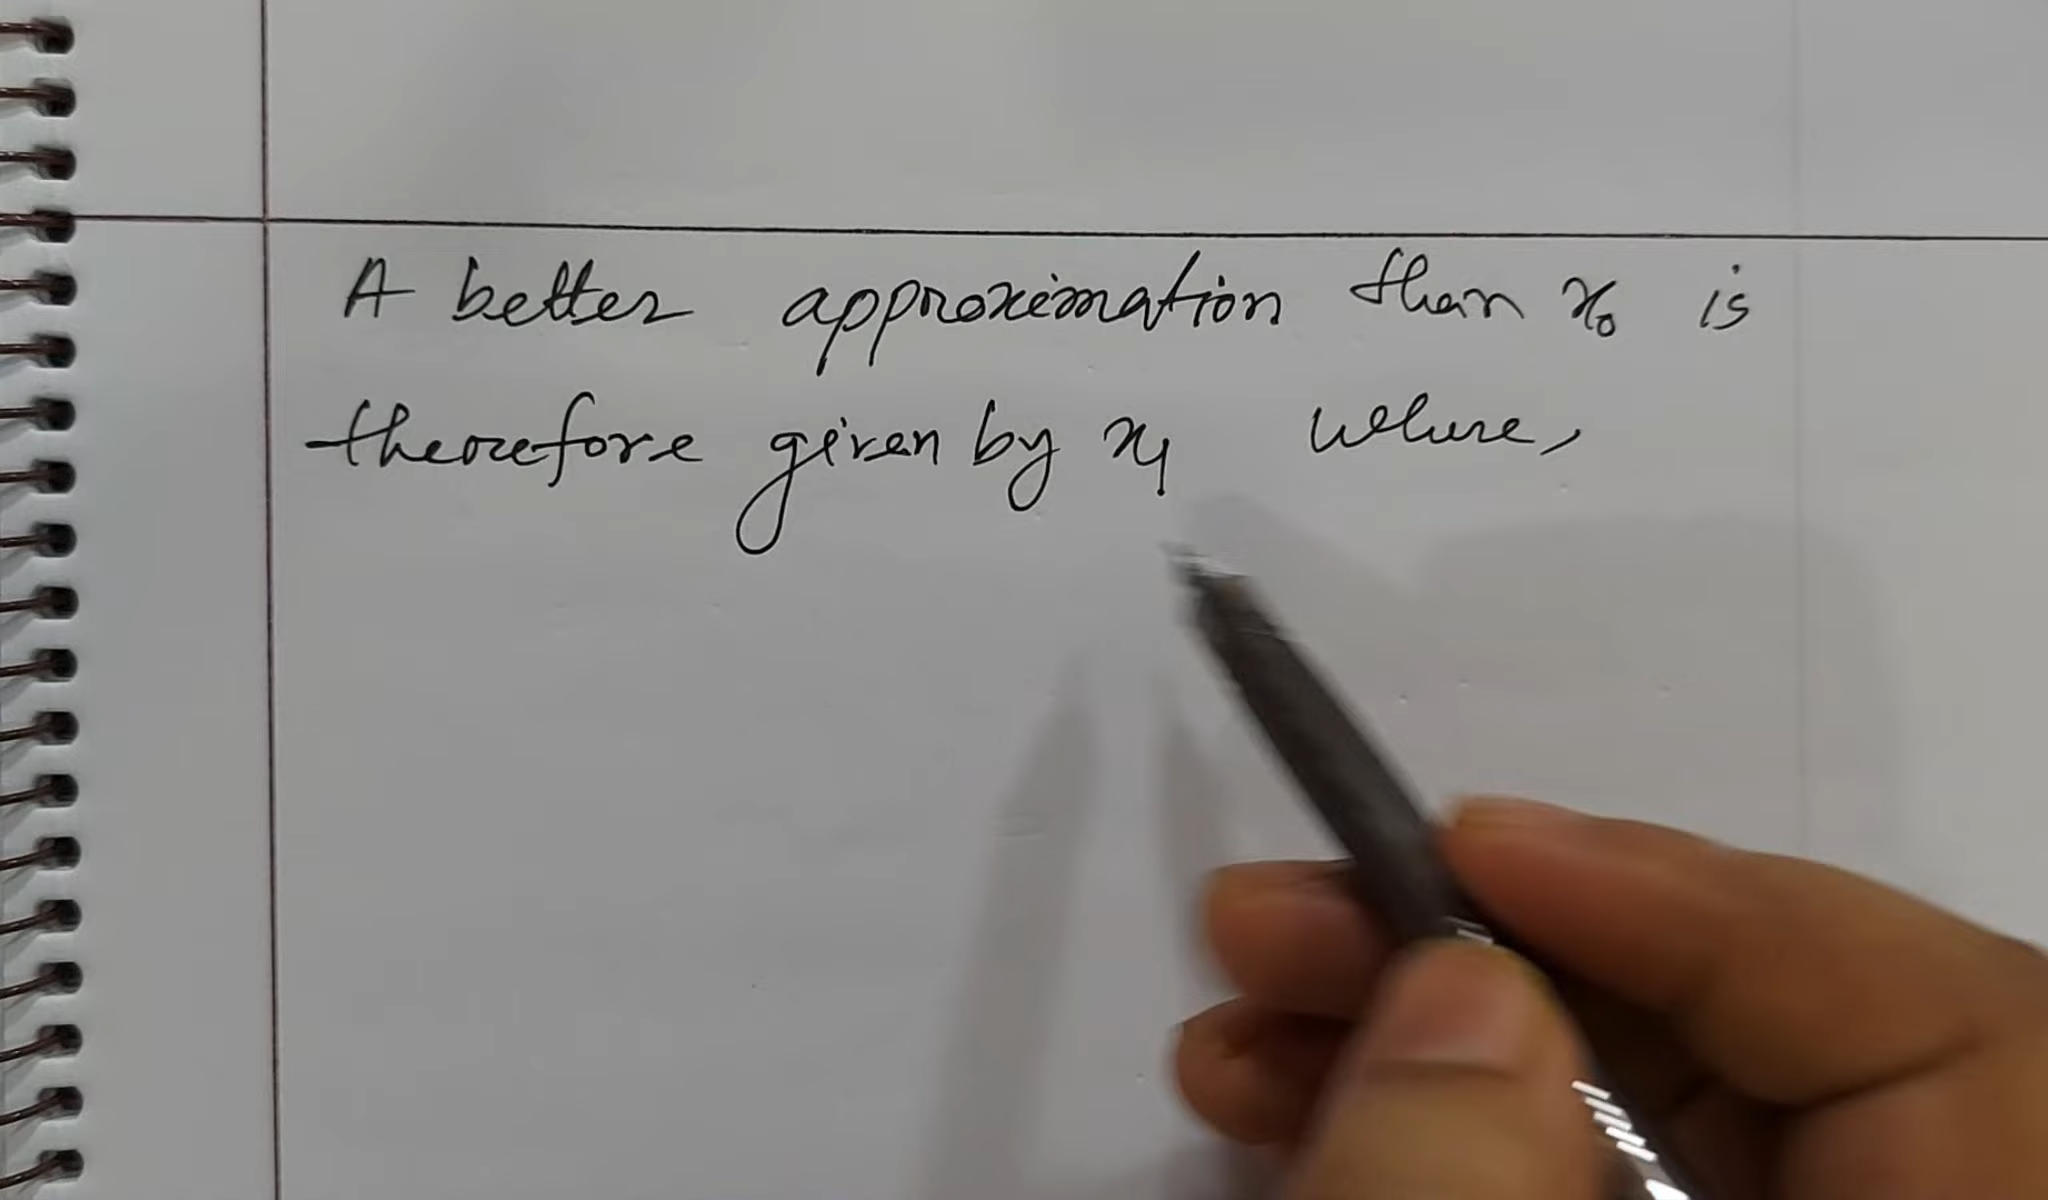 A better approximation than x₀ is
therefore given by x₁ where,